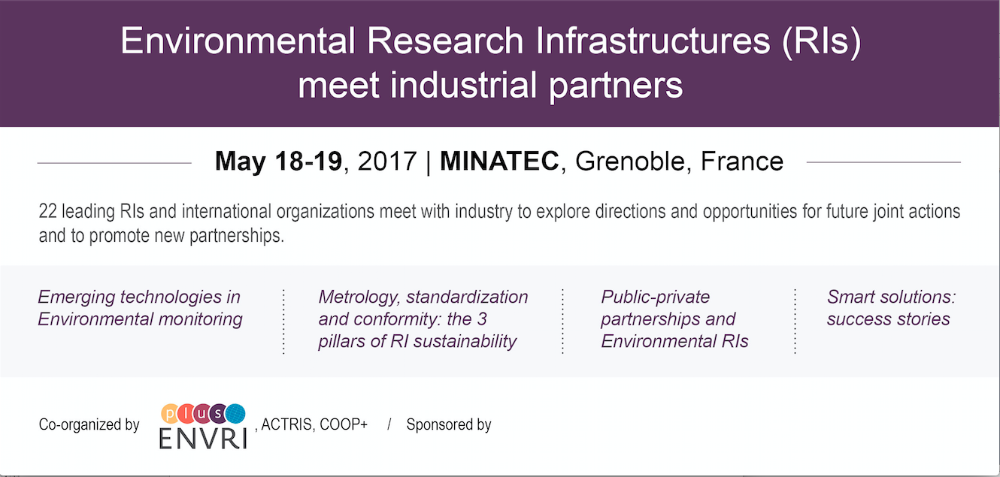 Environmental Research Infrastructures (RIs)
meet industrial partners
May 18-19, 2017 | MINATEC, Grenoble, France
22 leading RIs and international organizations meet with industry to explore directions and opportunities for future joint actions
and to promote new partnerships.
Emerging technologies in
Environmental monitoring
Metrology, standardization
and conformity: the 3
pillars of RI sustainability
Public-private
partnerships and
Environmental RIs
Smart solutions:
success stories
plus
ENVRI
Co-organized by , ACTRIS, COOP+ / Sponsored by